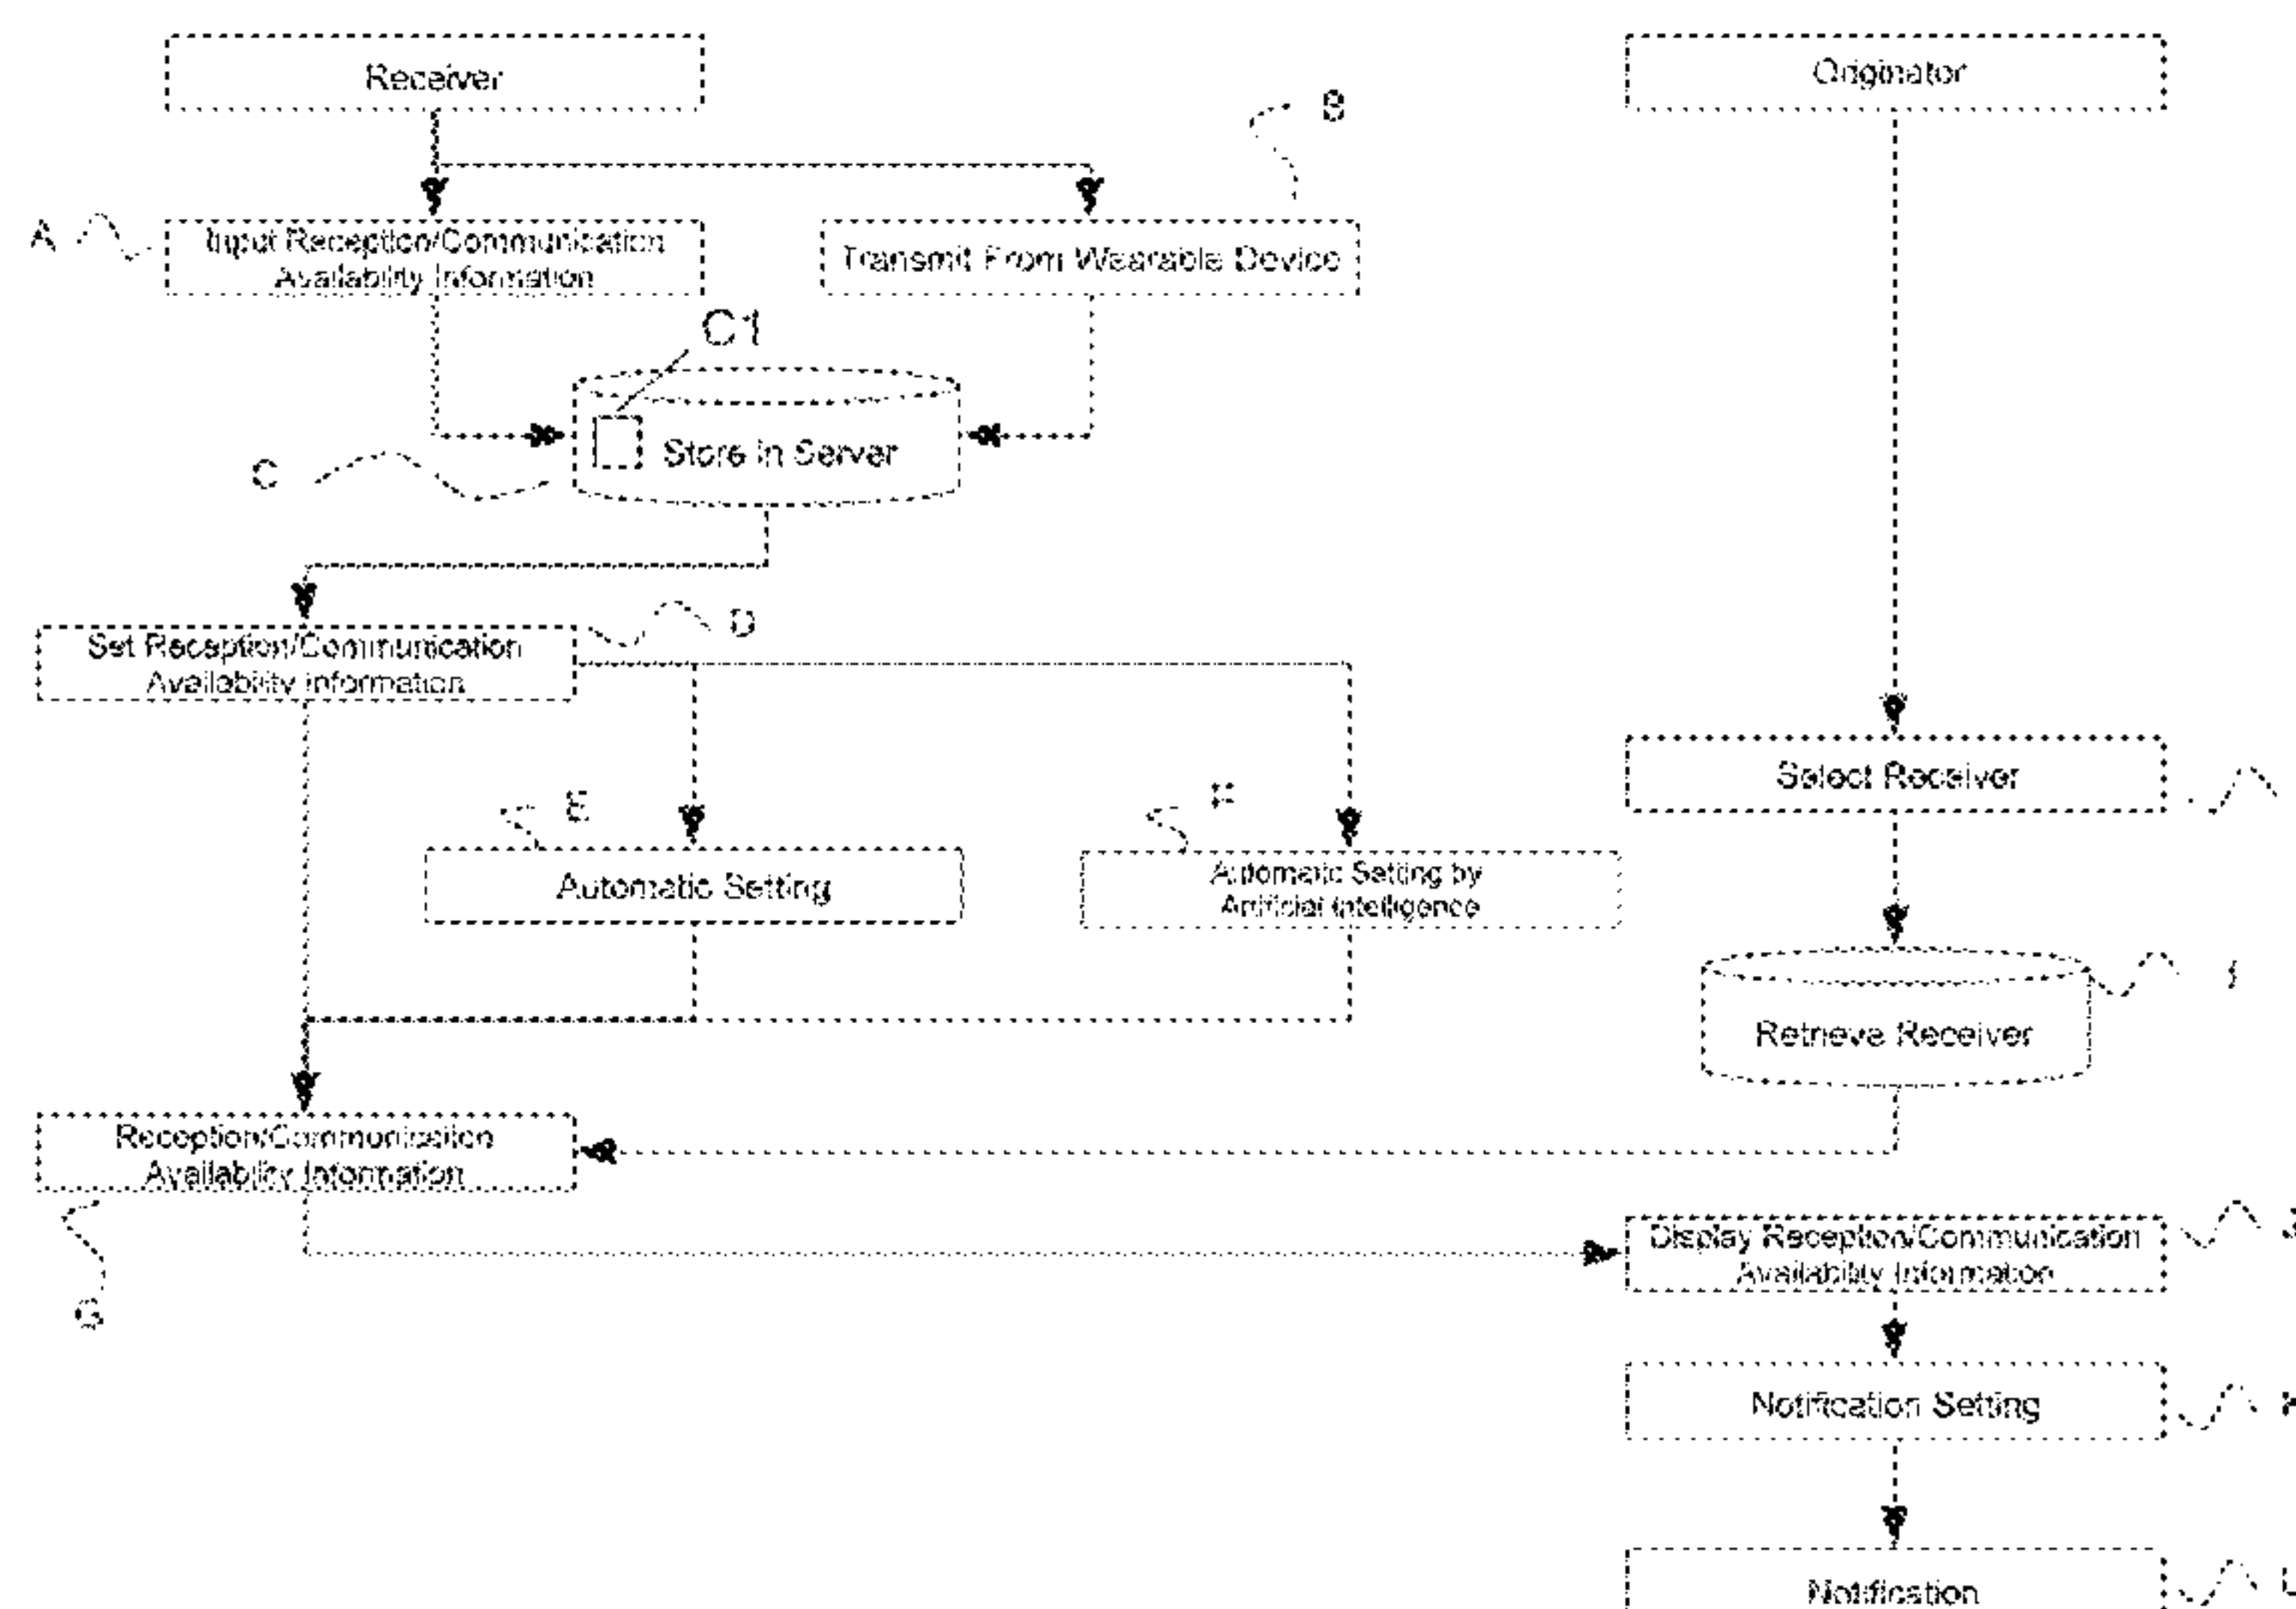 Receiver
Originator
B
A
Input Reception/Communication
Availability Information
Transmit From Wearable Device
C1
Store in Server
C
D
Set Reception/Communication
Availability Information
Select Receiver
E
F
Automatic Setting
Automatic Setting by
Artificial Intelligence
Retrieve Receiver
Reception/Communication
Availability Information
G
Display Reception/Communication
Availability Information
Notification Setting
Notification